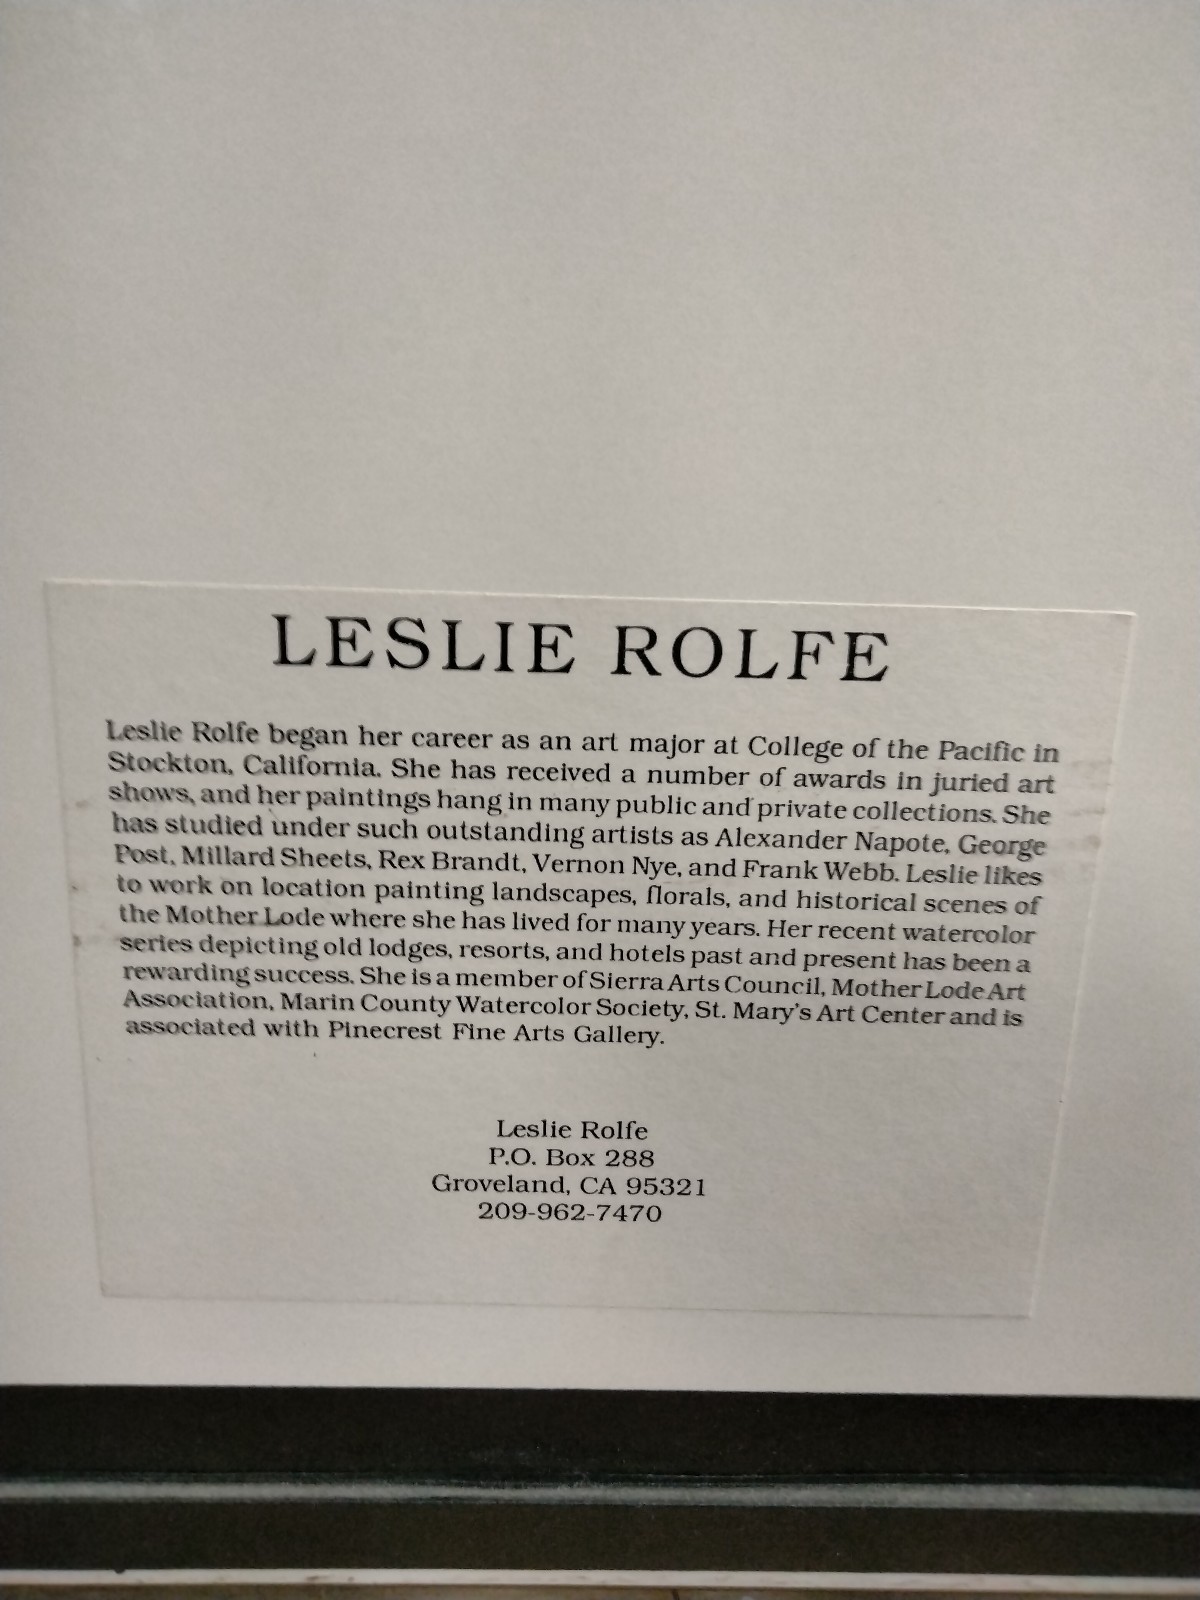 LESLIE ROLFE
Leslie Rolfe began her career as an art major at College of the Pacific in
Stockton, California. She has received a number of awards in juried art
shows, and her paintings hang in many public and private collections. She
has studied under such outstanding artists as Alexander Napote, George
Post, Millard Sheets, Rex Brandt, Vernon Nye, and Frank Webb. Leslie likes
to work on location painting landscapes, florals, and historical scenes of
the Mother Lode where she has lived for many years. Her recent watercolor
series depicting old lodges, resorts, and hotels past and present has been a
rewarding success. She is a member of Sierra Arts Council, Mother Lode Art
Association, Marin County Watercolor Society, St. Mary's Art Center and is
associated with Pinecrest Fine Arts Gallery.
Leslie Rolfe
P.O. Box 288
Groveland, CA 95321
209-962-7470